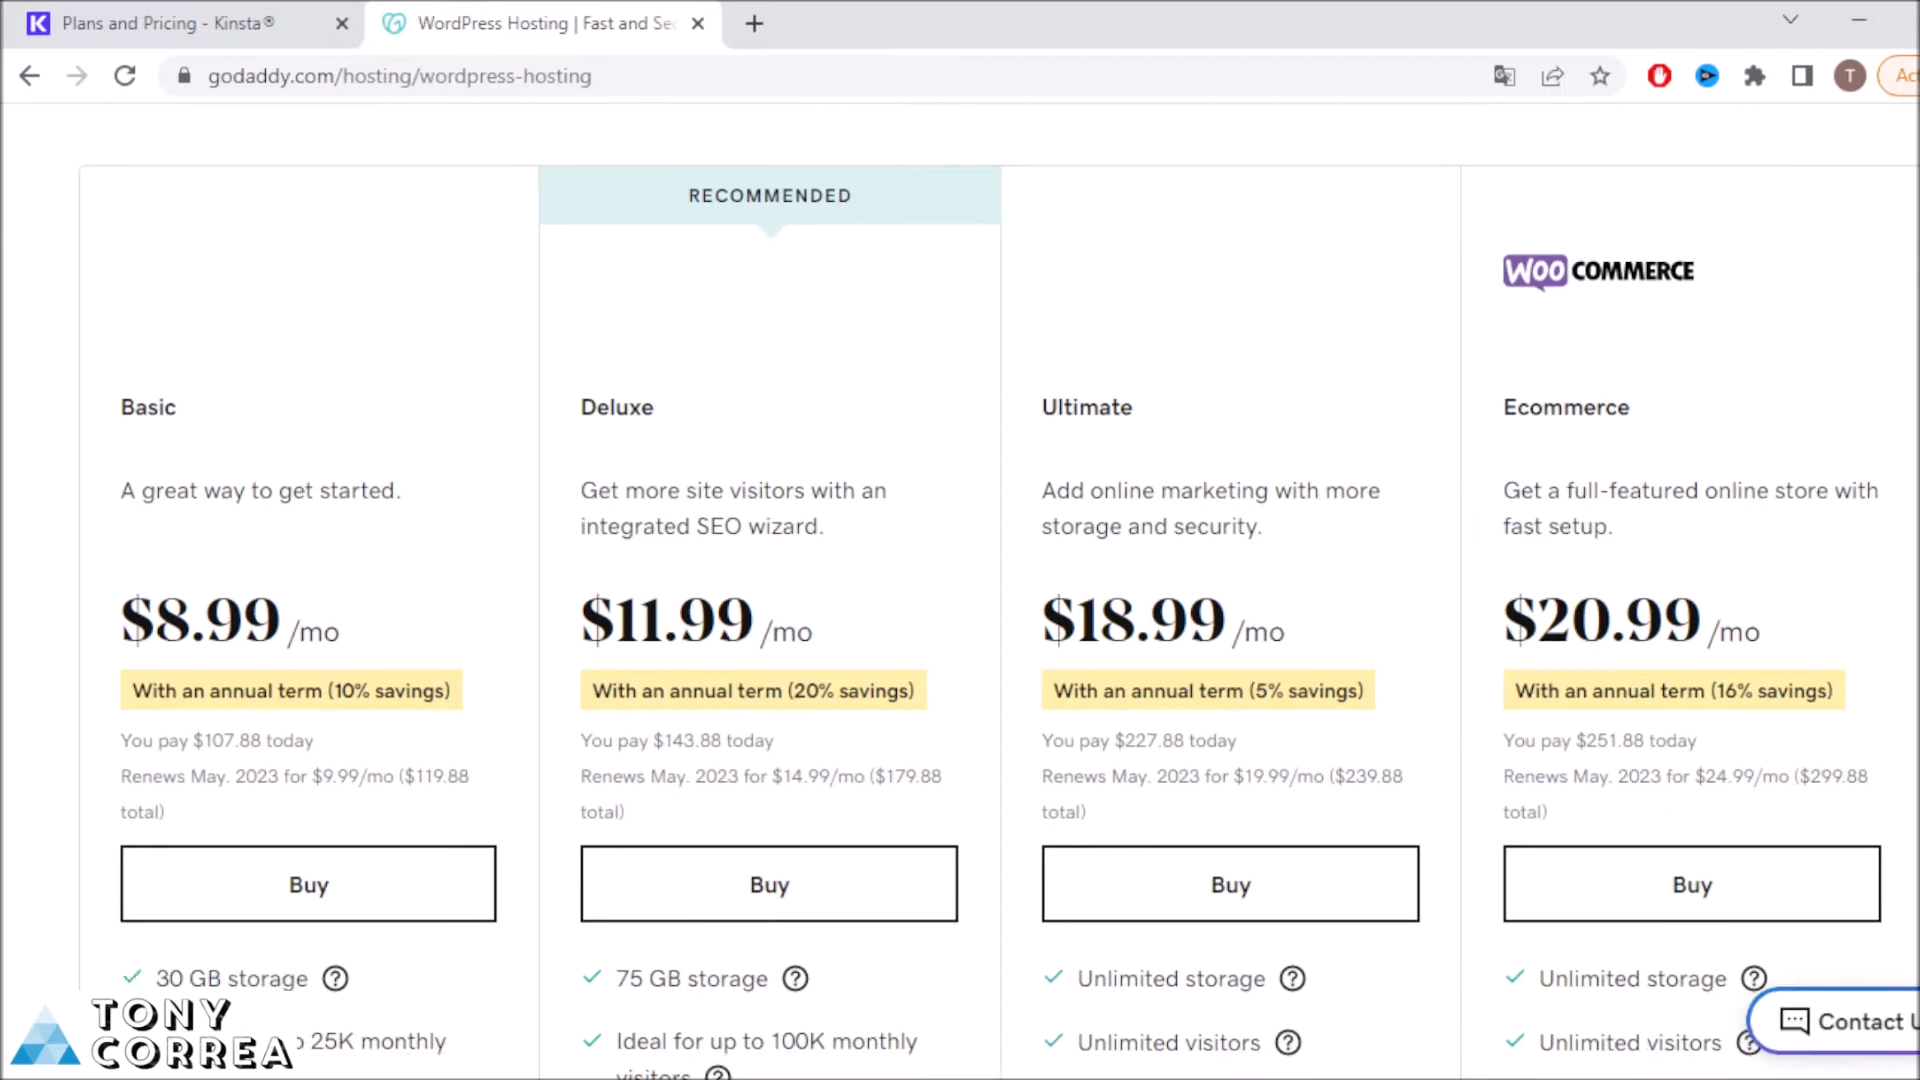 Plans and Pricing - Kinsta®
WordPress Hosting | Fast and Sec
godaddy.com/hosting/wordpress-hosting
T
Act
RECOMMENDED
WOO COMMERCE
Basic
Deluxe
Ultimate
Ecommerce
A great way to get started.
Get more site visitors with an
integrated SEO wizard.
Add online marketing with more
storage and security.
Get a full-featured online store with
fast setup.
$8.99 /mo
$11.99 /mo
$18.99 /mo
$20.99 /mo
With an annual term (10% savings)
With an annual term (20% savings)
With an annual term (5% savings)
With an annual term (16% savings)
You pay $107.88 today
Renews May. 2023 for $9.99/mo ($119.88
total)
You pay $143.88 today
Renews May. 2023 for $14.99/mo ($179.88
total)
You pay $227.88 today
Renews May. 2023 for $19.99/mo ($239.88
total)
You pay $251.88 today
Renews May. 2023 for $24.99/mo ($299.88
total)
Buy
Buy
Buy
Buy
30 GB storage
75 GB storage
Unlimited storage
Unlimited storage
25K monthly
Ideal for up to 100K monthly
visitors
Unlimited visitors
Unlimited visitors
Contact U
TONY
CORREA